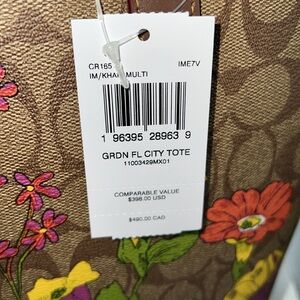 CR165 IME7V
IM/KHAKI MULTI
1 96395 28963 9
GRDN FL CITY TOTE
11003429MX01
COMPARABLE VALUE
$398.00 USD
$490.00 CAD